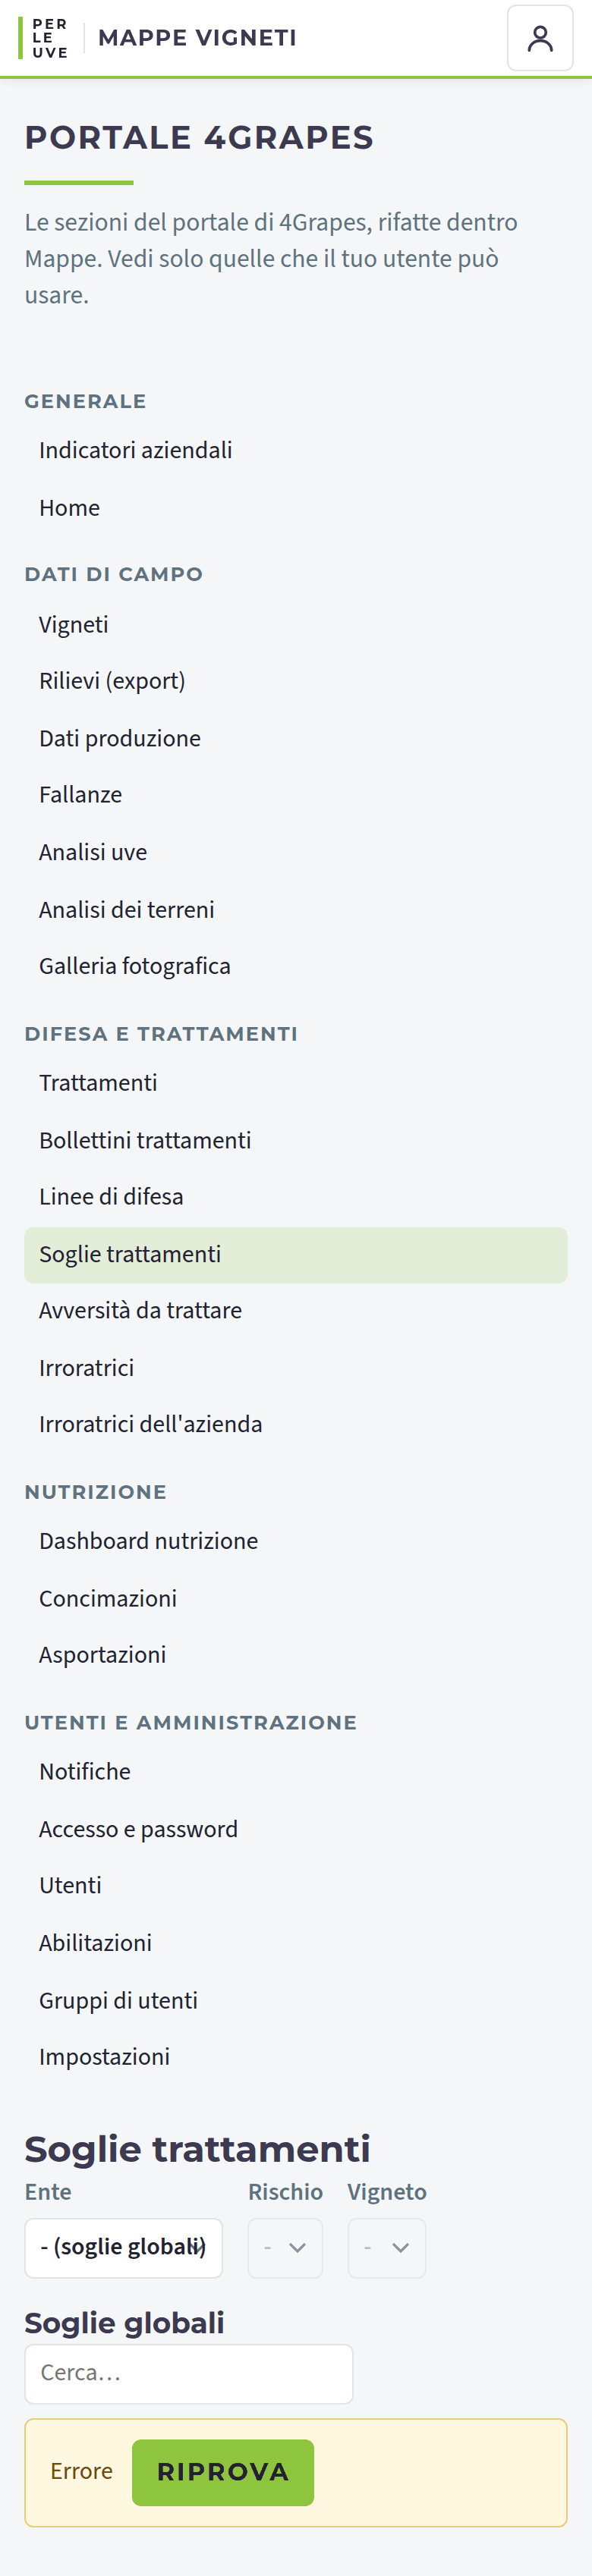 PER
LE
UVE
MAPPE VIGNETI
PORTALE 4GRAPES
Le sezioni del portale di 4Grapes, rifatte dentro
Mappe. Vedi solo quelle che il tuo utente può
usare.
GENERALE
Indicatori aziendali
Home
DATI DI CAMPO
Vigneti
Rilievi (export)
Dati produzione
Fallanze
Analisi uve
Analisi dei terreni
Galleria fotografica
DIFESA E TRATTAMENTI
Trattamenti
Bollettini trattamenti
Linee di difesa
Soglie trattamenti
Avversità da trattare
Irroratrici
Irroratrici dell'azienda
NUTRIZIONE
Dashboard nutrizione
Concimazioni
Asportazioni
UTENTI E AMMINISTRAZIONE
Notifiche
Accesso e password
Utenti
Abilitazioni
Gruppi di utenti
Impostazioni
Soglie trattamenti
Ente Rischio Vigneto
- (soglie globali) - -
Soglie globali
Cerca…
Errore RIPROVA